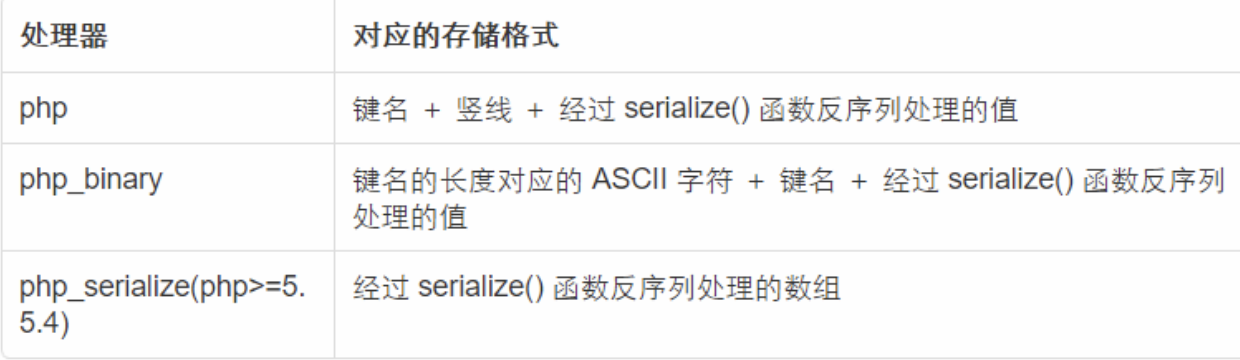 处理器
对应的存储格式
php
键名 + 竖线 + 经过 serialize() 函数反序列处理的值
php_binary
键名的长度对应的 ASCII 字符 + 键名 + 经过 serialize() 函数反序列
处理的值
php_serialize(php>=5.
5.4)
经过 serialize() 函数反序列处理的数组